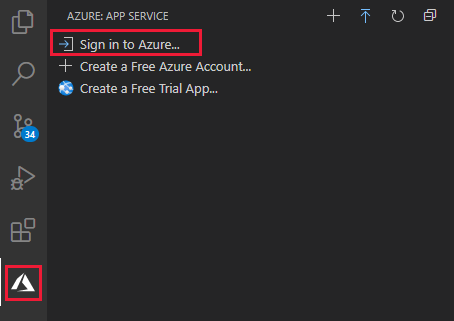 AZURE: APP SERVICE
Sign in to Azure...
Create a Free Azure Account...
Create a Free Trial App...
34